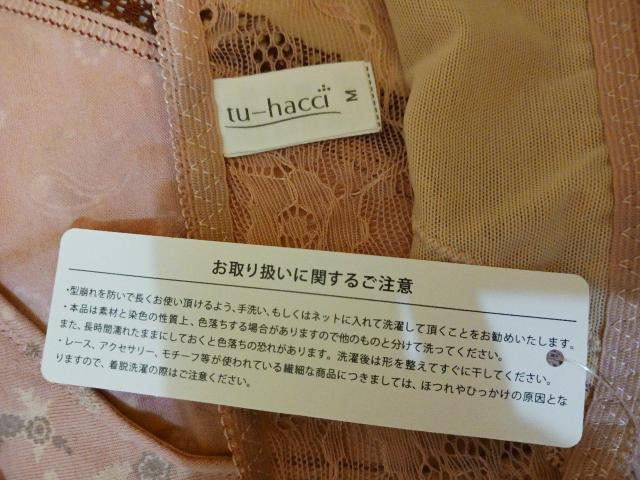 tu-hacci
M
お取り扱いに関するご注意
・型崩れを防いで長くお使い頂けるよう、手洗い、もしくはネットに入れて洗濯して頂くことをお勧めいたします。
・本品は素材と染色の性質上、色落ちする場合がありますので他のものと分けて洗ってください。
また、長時間濡れたままにしておくと色落ちの恐れがあります。洗濯後は形を整えてすぐに干してください。
・レース、アクセサリー、モチーフ等が使われている繊細な商品につきましては、ほつれやひっかけの原因とな
りますので、着脱洗濯の際はご注意ください。